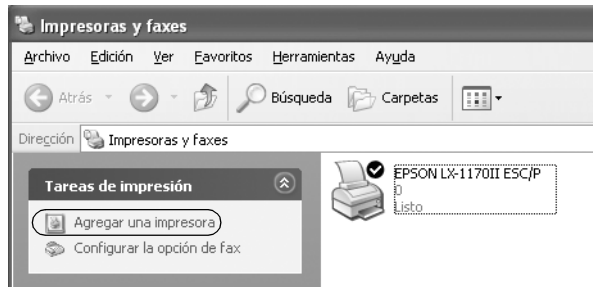 Impresoras y faxes
Archivo Edición Ver Favoritos Herramientas Ayuda
Atrás Búsqueda Carpetas
Dirección Impresoras y faxes
Tareas de impresión
Agregar una impresora
Configurar la opción de fax
EPSON LX-1170II ESC/P
0
Listo